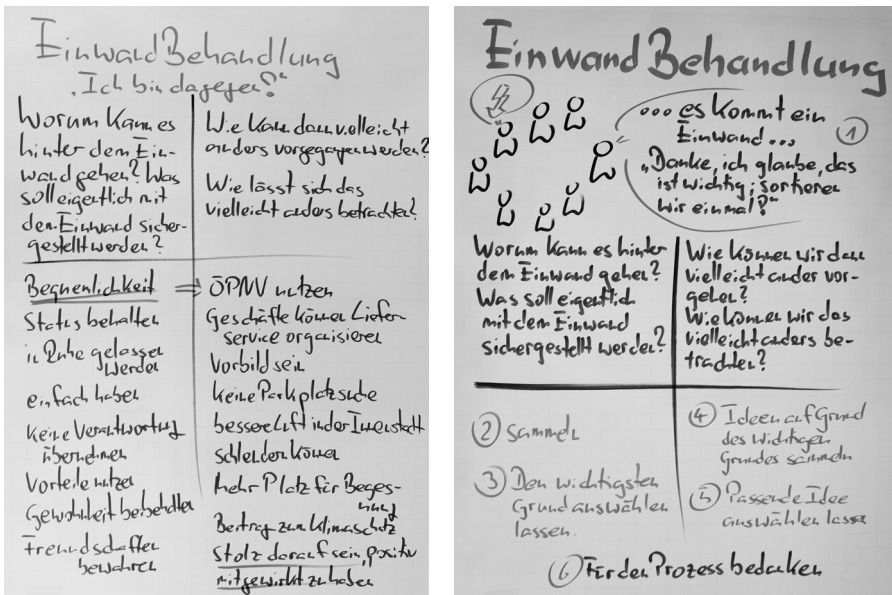 EinwandBehandlung
„Ich bin dagegen?"
Worum kann es
hinter dem Ein-
wand gehen? Was
soll eigentlich mit
dem Einwand sicher-
gestellt werden?
Wie kann dann vielleicht
anders vorgegangen werden?
Wie lässt sich das
vielleicht anders betrachten?
Bequemlichkeit ⇒ ÖPNV nutzen
Status behalten
in Ruhe gelassen
werden
einfach haben
keine Verantwortung
übernehmen
Vorteile nutzen
Gewohnheit beibehalten
Freundschaften
bewahren
Geschäfte können Liefer-
service organisieren
Vorbild sein
keine Parkplatzsuche
bessere Luft in der Innenstadt
schlendern können
mehr Platz für Begeg-
nung
Beitrag zum Klimaschutz
Stolz darauf sein, positiv
mitgewirkt zu haben
EinwandBehandlung
... es kommt ein
Einwand...
①
„Danke, ich glaube, das
ist wichtig; sortieren
wir einmal?"
Worum kann es hinter
dem Einwand gehen?
Was soll eigentlich
mit dem Einwand
sichergestellt werden?
Wie können wir dann
vielleicht ander vor-
gehen?
Wie können wir das
vielleicht anders be-
trachten?
② Sammeln
③ Den wichtigsten
Grund auswählen
lassen.
④ Ideen auf Grund
des wichtigen
Grundes sammeln
⑤ Passende Idee
auswählen lassen
⑥ Für den Prozess bedanken